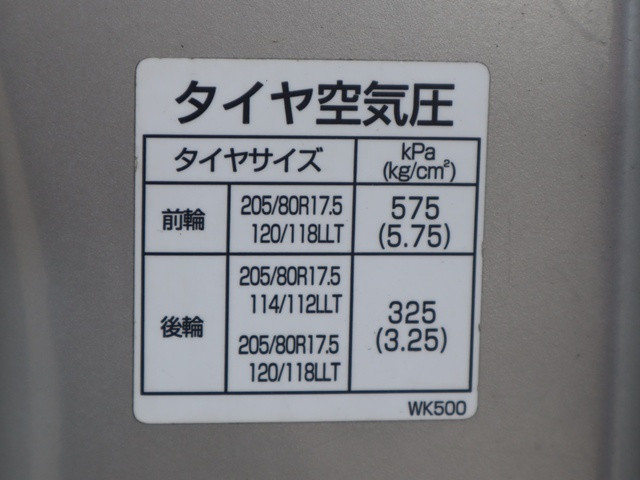 タイヤ空気圧
タイヤサイズ
kPa
(kg/cm²)
前輪
205/80R17.5
120/118LLT
575
(5.75)
後輪
205/80R17.5
114/112LLT
205/80R17.5
120/118LLT
325
(3.25)
WK500